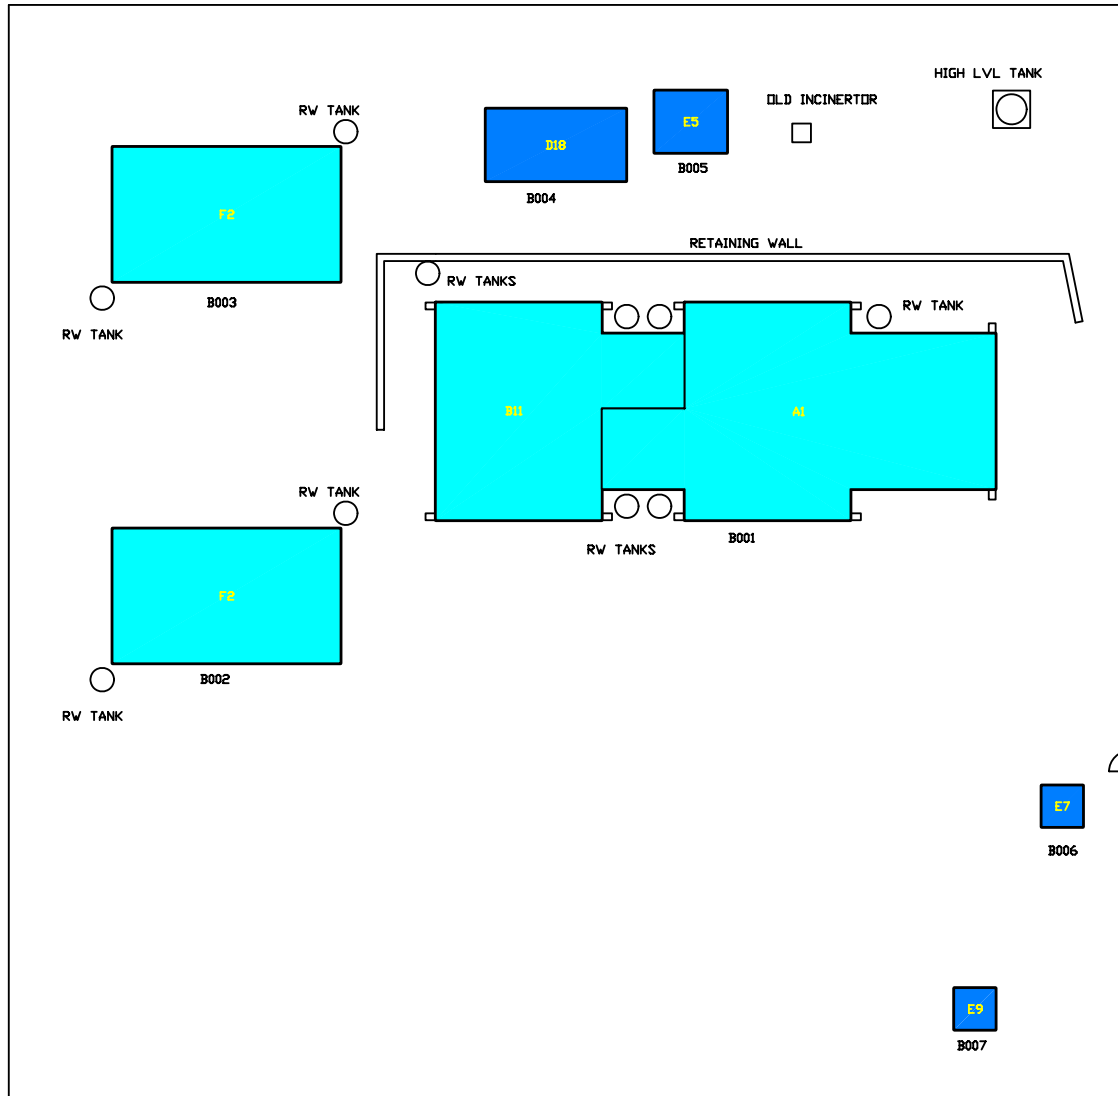 HIGH LVL TANK
OLD INCINERTOR
RW TANK
E5
D18
B005
B004
F2
RETAINING WALL
RW TANKS
B003
RW TANK
RW TANK
B11
A1
RW TANK
B001
RW TANKS
F2
B002
RW TANK
E7
B006
E9
B007